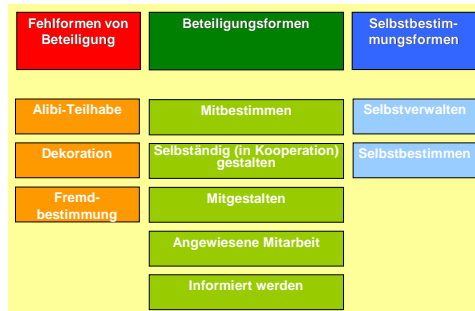 Fehlformen von
Beteiligung
Beteiligungsformen
Selbstbestim-
mungsformen
Alibi-Teilhabe
Dekoration
Fremd-
bestimmung
Mitbestimmen
Selbständig (in Kooperation)
gestalten
Mitgestalten
Angewiesene Mitarbeit
Informiert werden
Selbstverwalten
Selbstbestimmen